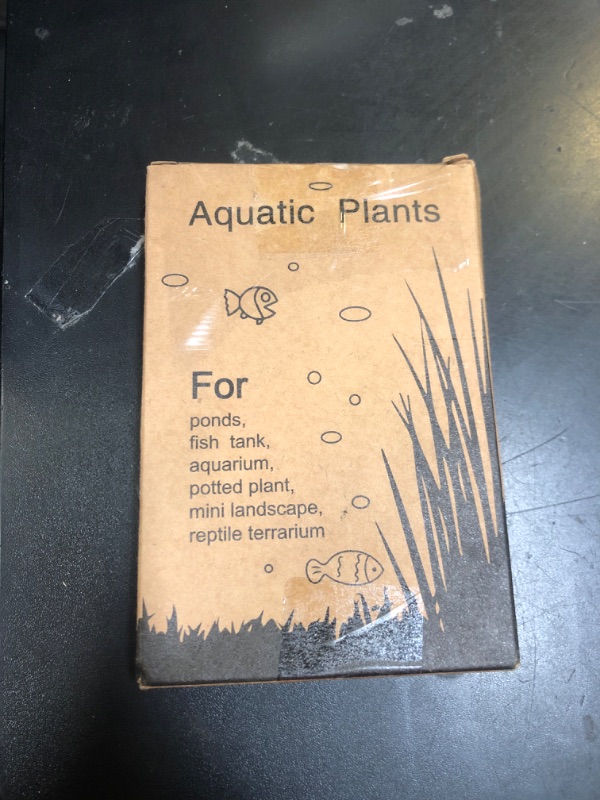 Aquatic Plants
For
ponds,
fish tank,
aquarium,
potted plant,
mini landscape,
reptile terrarium